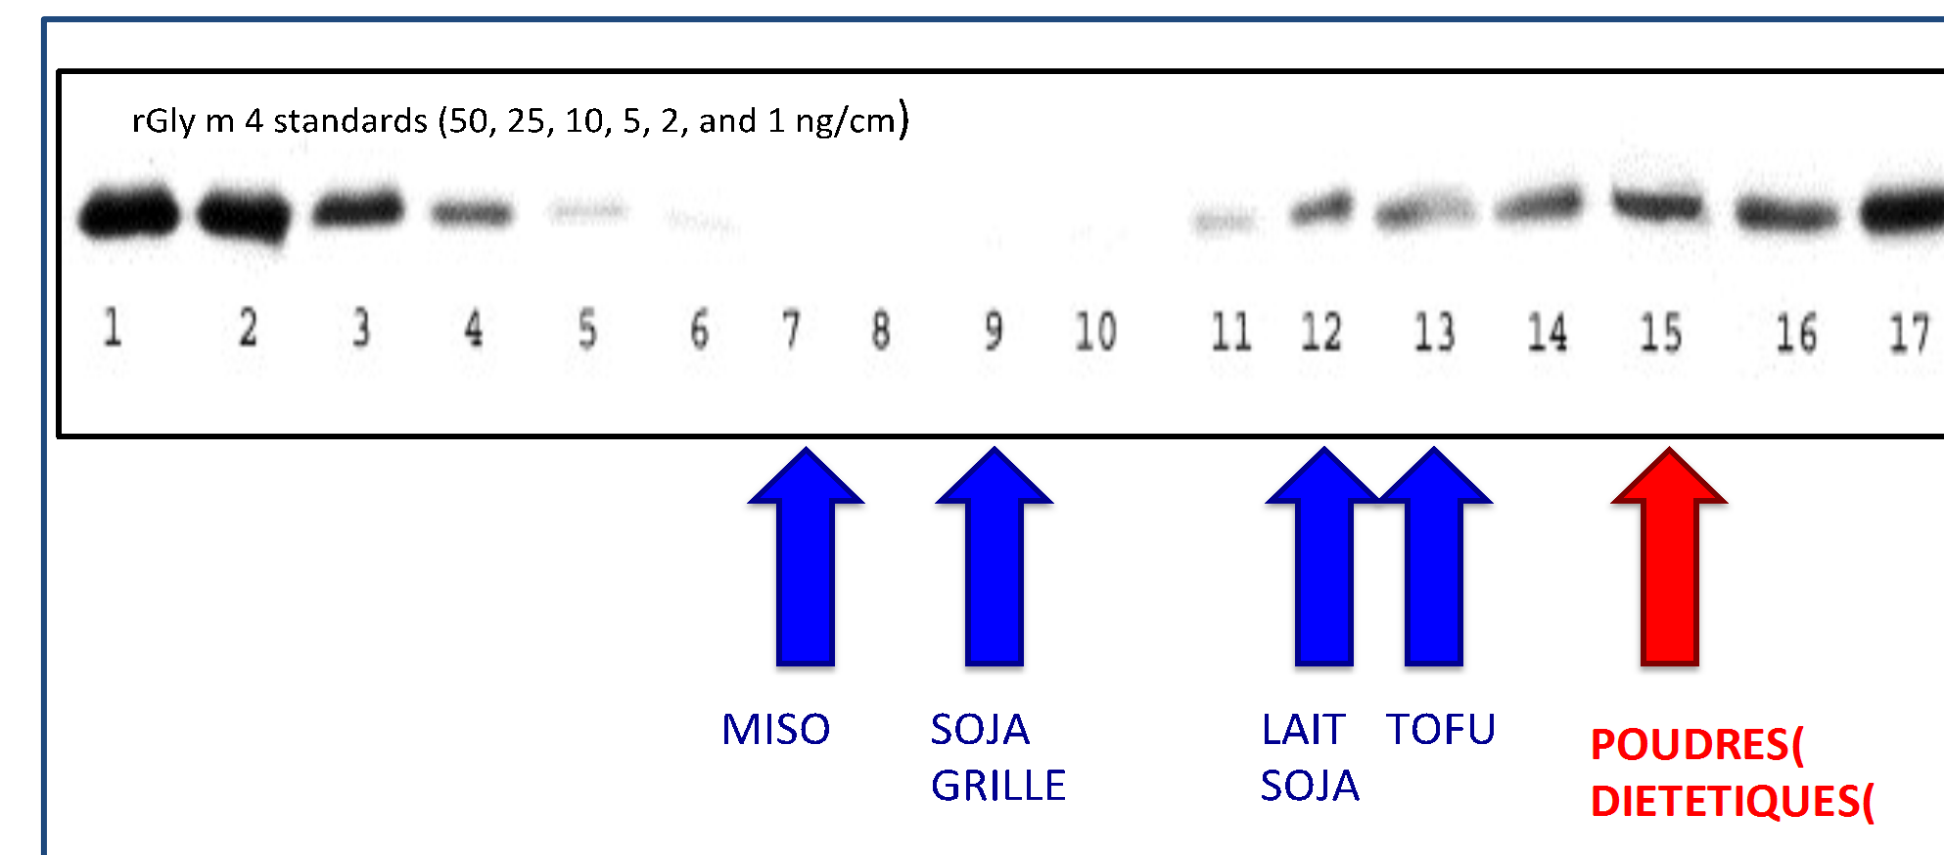 rGly m 4 standards (50, 25, 10, 5, 2, and 1 ng/cm)
1 2 3 4 5 6 7 8 9 10 11 12 13 14 15 16 17
MISO
SOJA
GRILLE
LAIT
SOJA
TOFU
POUDRES(
DIETETIQUES(